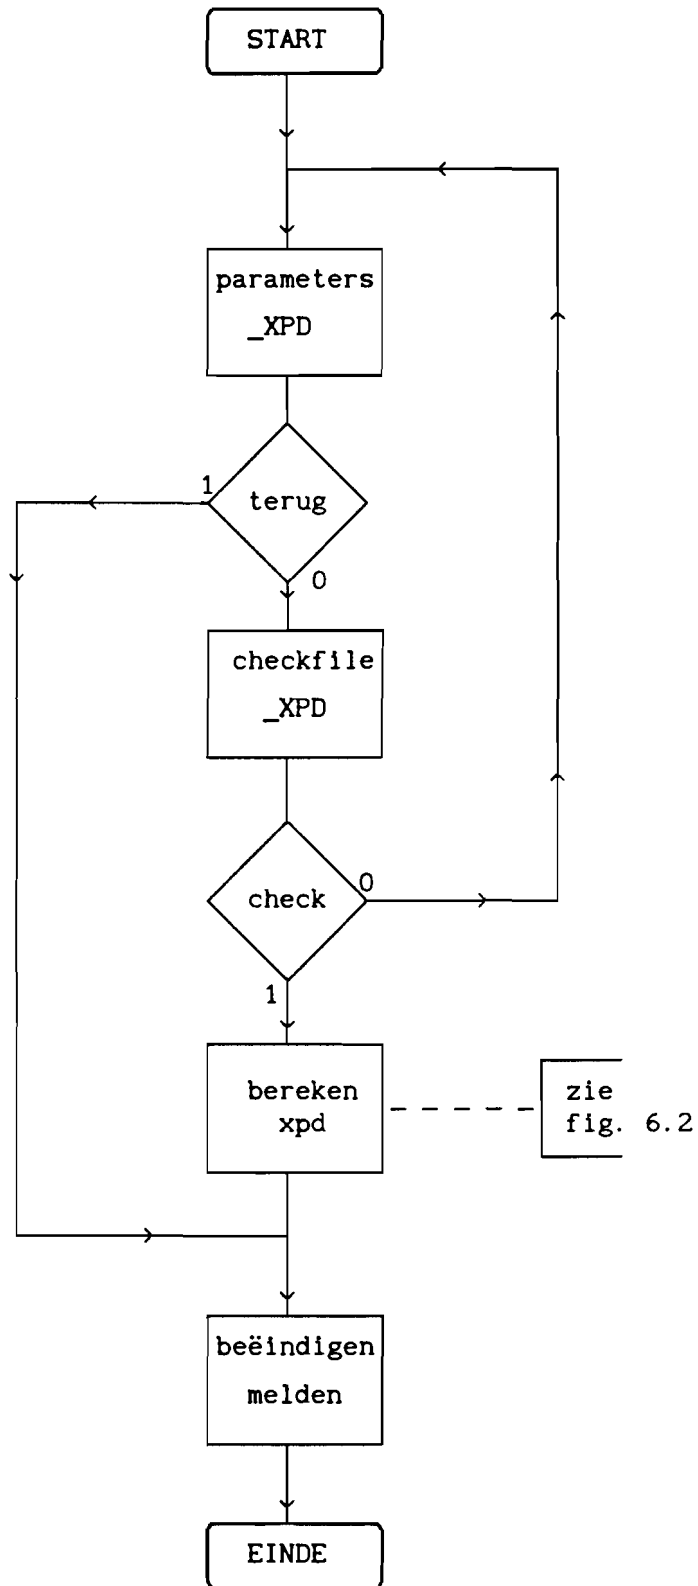 START
parameters
_XPD
1
terug
0
checkfile
_XPD
0
check
1
bereken
xpd
zie
fig. 6.2
beëindigen
melden
EINDE